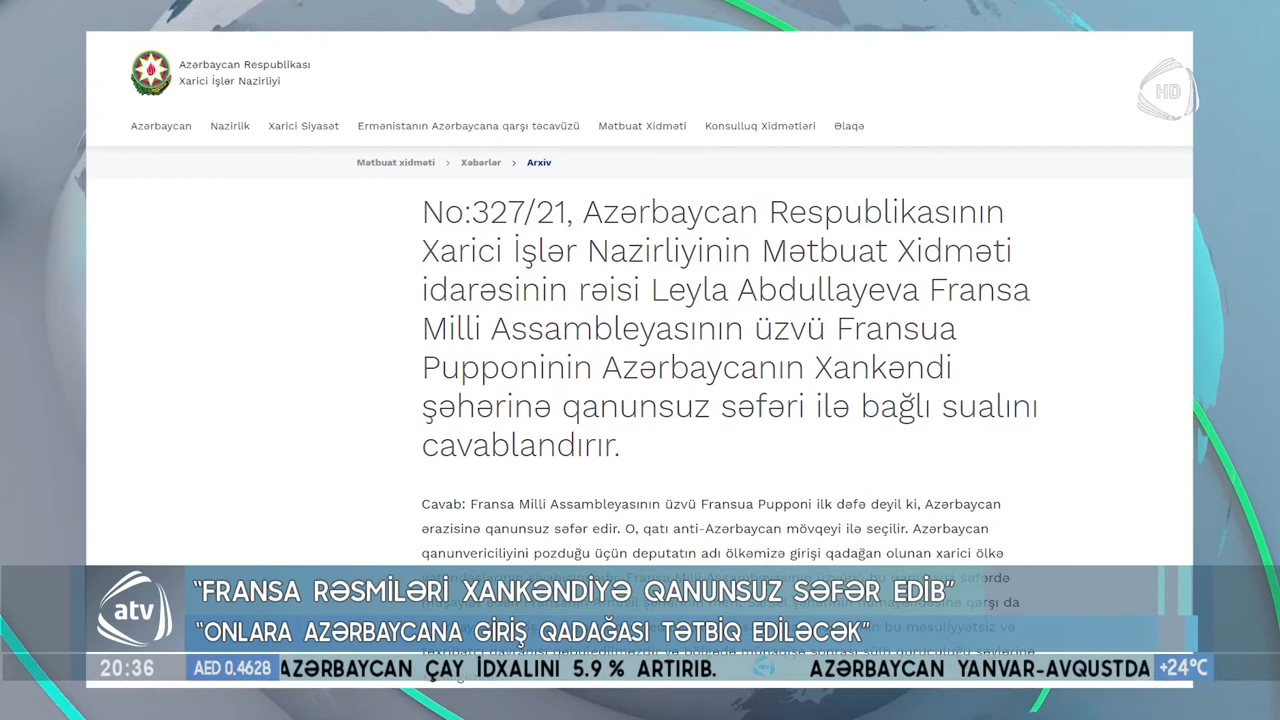 Azərbaycan Respublikası
Xarici İşlər Nazirliyi
HD
Azərbaycan Nazirlik Xarici Siyasət Ermənistanın Azərbaycana qarşı təcavüzü Mətbuat Xidməti Konsulluq Xidmətləri Əlaqə
Mətbuat xidməti > Xəbərlər > Arxiv
No:327/21, Azərbaycan Respublikasının
Xarici İşlər Nazirliyinin Mətbuat Xidməti
idarəsinin rəisi Leyla Abdullayeva Fransa
Milli Assambleyasının üzvü Fransua
Pupponinin Azərbaycanın Xankəndi
şəhərinə qanunsuz səfəri ilə bağlı sualını
cavablandırır.
Cavab: Fransa Milli Assambleyasının üzvü Fransua Pupponi ilk dəfə deyil ki, Azərbaycan
ərazisinə qanunsuz səfər edir. O, qatı anti-Azərbaycan mövqeyi ilə seçilir. Azərbaycan
qanunvericiliyini pozduğu üçün deputatın adı ölkəmizə girişi qadağan olunan xarici ölkə
atv
"FRANSA RƏSMİLƏRİ XANKƏNDİYƏ QANUNSUZ SƏFƏR EDİB"
"ONLARA AZƏRBAYCANA GİRİŞ QADAĞASI TƏTBİQ EDİLƏCƏK"
20:36 AED 0.4628 AZƏRBAYCAN ÇAY İDXALINI 5.9 % ARTIRIB. atv AZƏRBAYCAN YANVAR-AVQUSTDA +24°C